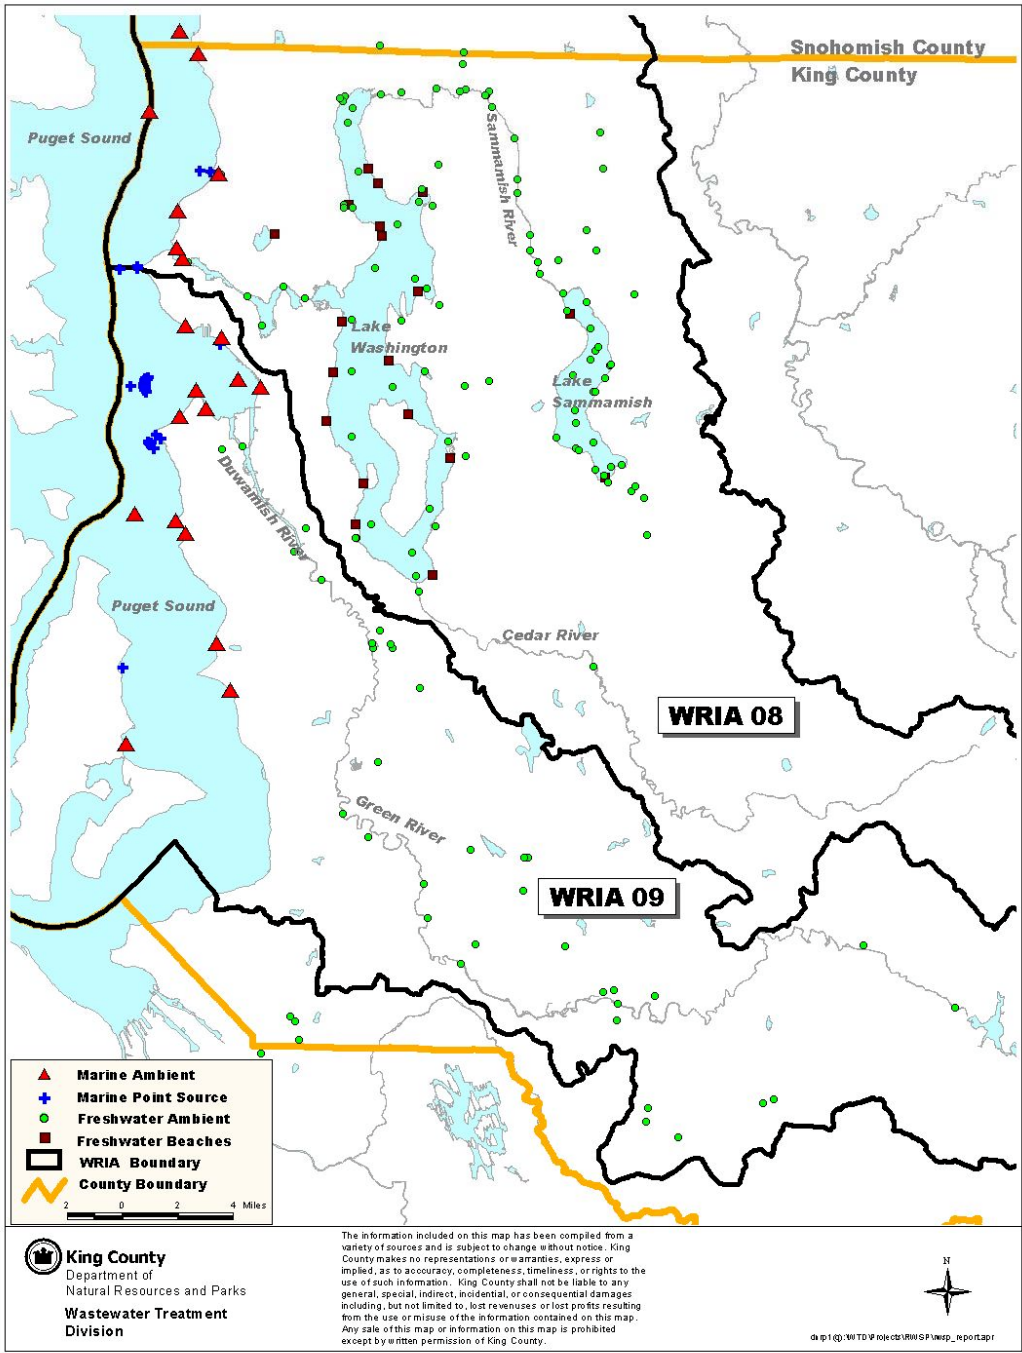 Snohomish County
King County
Puget Sound
Sammamish River
Lake
Washington
Lake
Sammamish
Duwamish River
Puget Sound
Cedar River
WRIA 08
Green River
WRIA 09
Marine Ambient
Marine Point Source
Freshwater Ambient
Freshwater Beaches
WRIA Boundary
County Boundary
2 0 2 4 Miles
King County
Department of
Natural Resources and Parks
Wastewater Treatment
Division
The information included on this map has been compiled from a
variety of sources and is subject to change without notice. King
County makes no representations or warranties, express or
implied, as to accuracy, completeness, timeliness, or rights to the
use of such information. King County shall not be liable to any
general, special, indirect, incidental, or consequential damages
including, but not limited to, lost revenues or lost profits resulting
from the use or misuse of the information contained on this map.
Any sale of this map or information on this map is prohibited
except by written permission of King County.
N